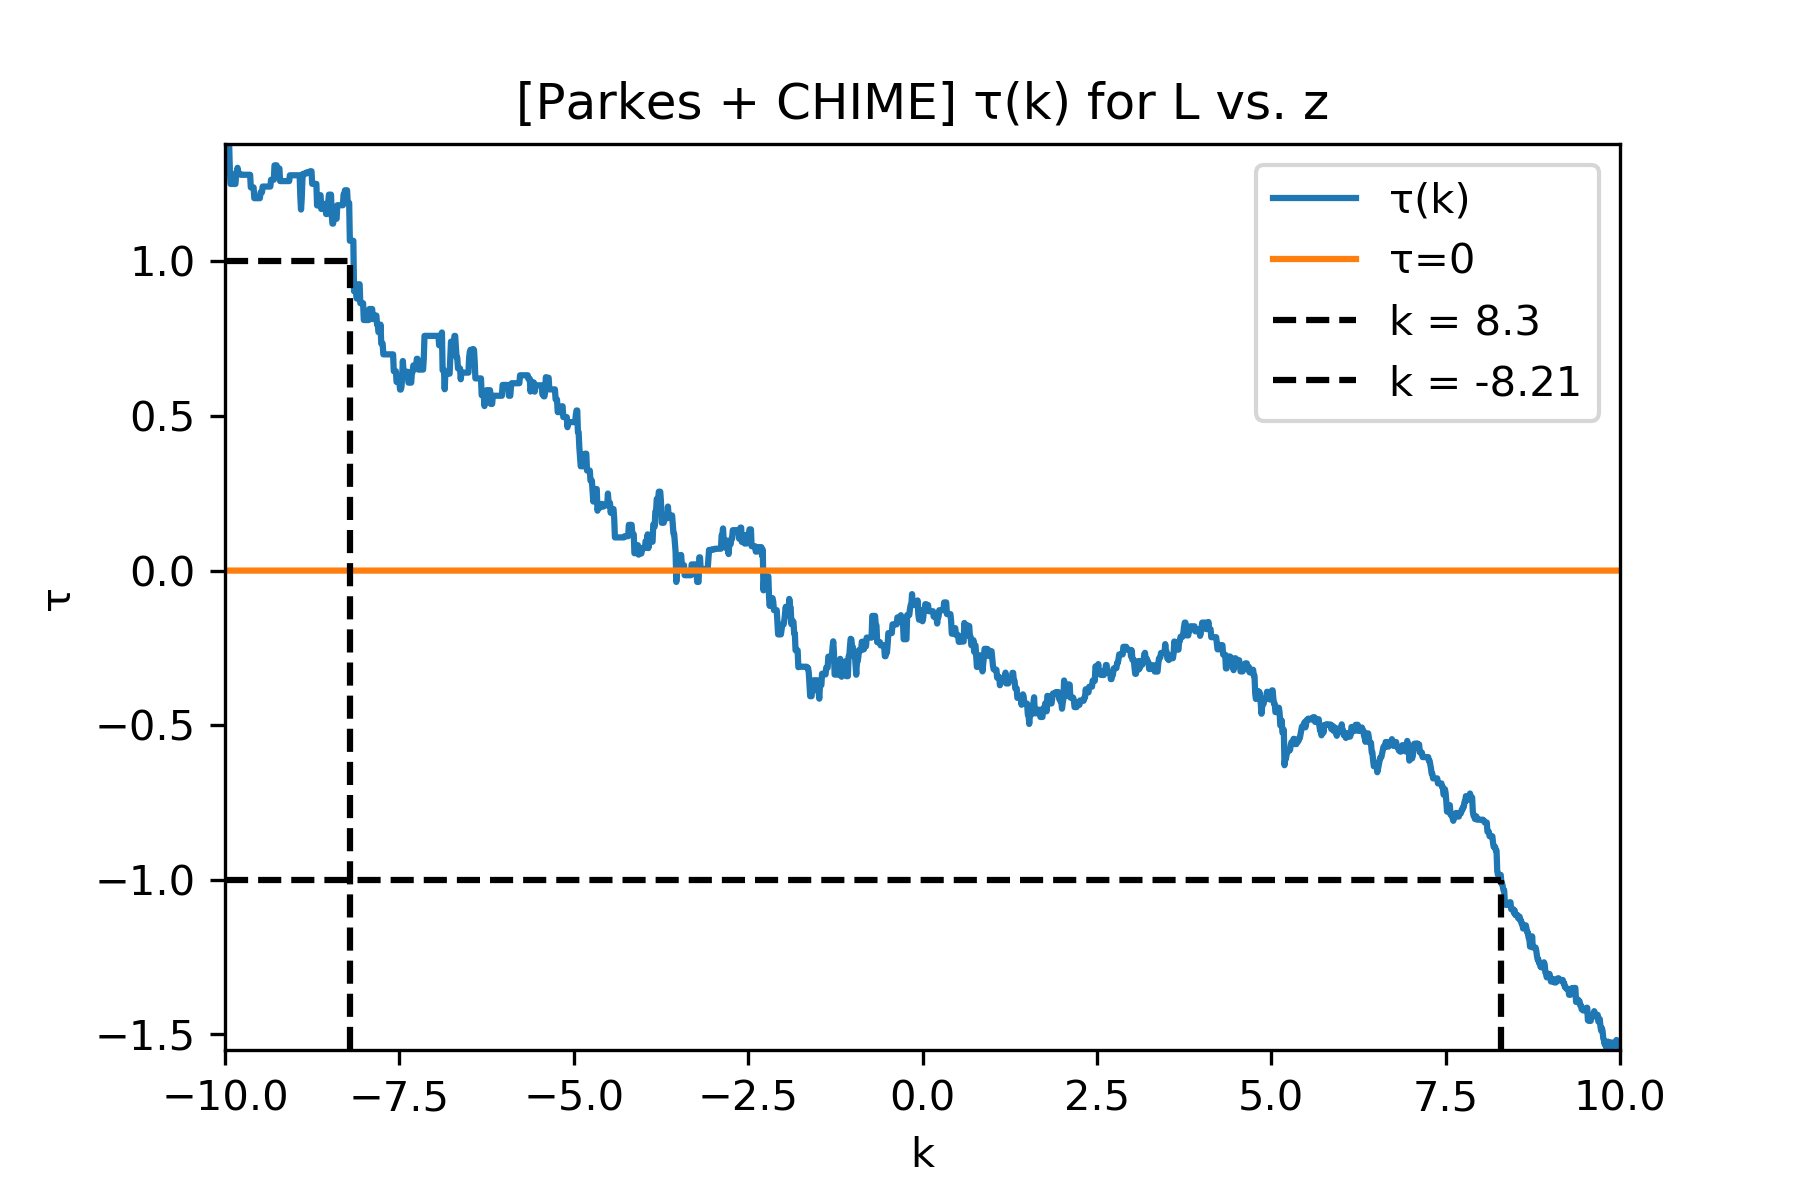 [Parkes + CHIME] τ(k) for L vs. z
τ(k)
τ=0
k = 8.3
k = -8.21
1.0
0.5
0.0
−0.5
−1.0
−1.5
τ
−10.0 −7.5 −5.0 −2.5 0.0 2.5 5.0 7.5 10.0
k